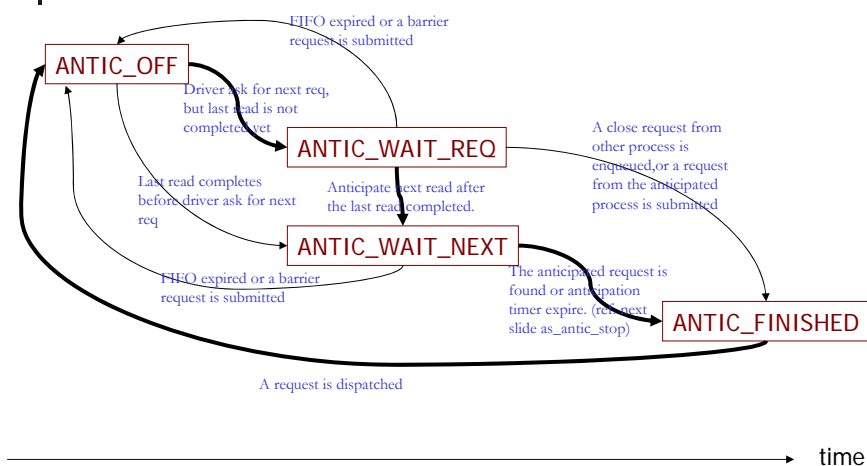 FIFO expired or a barrier
request is submitted
ANTIC_OFF
Driver ask for next req,
but last read is not
completed yet
ANTIC_WAIT_REQ
A close request from
other process is
enqueued,or a request
from the anticipated
process is submitted
Last read completes
before driver ask for next
req
Anticipate next read after
the last read completed.
ANTIC_WAIT_NEXT
FIFO expired or a barrier
request is submitted
The anticipated request is
found or anticipation
timer expire. (ref. next
slide as_antic_stop)
ANTIC_FINISHED
A request is dispatched
time